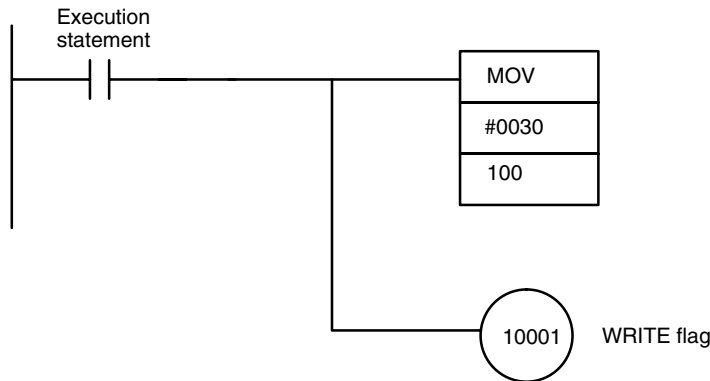 Execution
statement
MOV
#0030
100
10001
WRITE flag